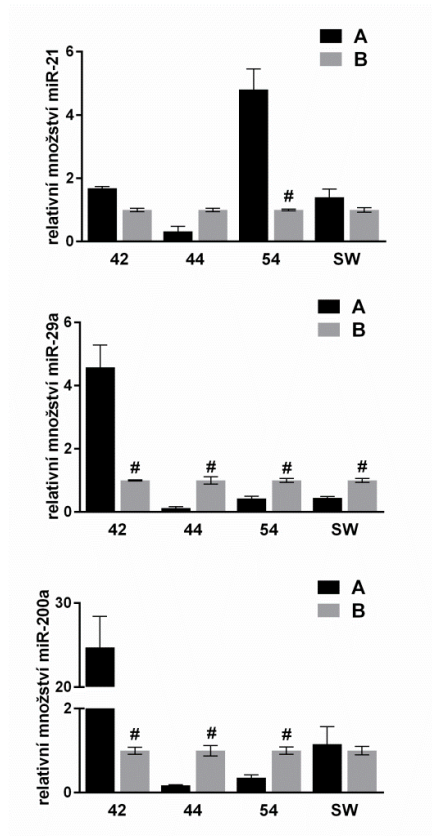 A
B
relativní množství miR-21
6
4
2
0
#
42 44 54 SW
A
B
relativní množství miR-29a
6
4
2
0
# # # #
42 44 54 SW
A
B
relativní množství miR-200a
30
20
2
0
# # #
42 44 54 SW